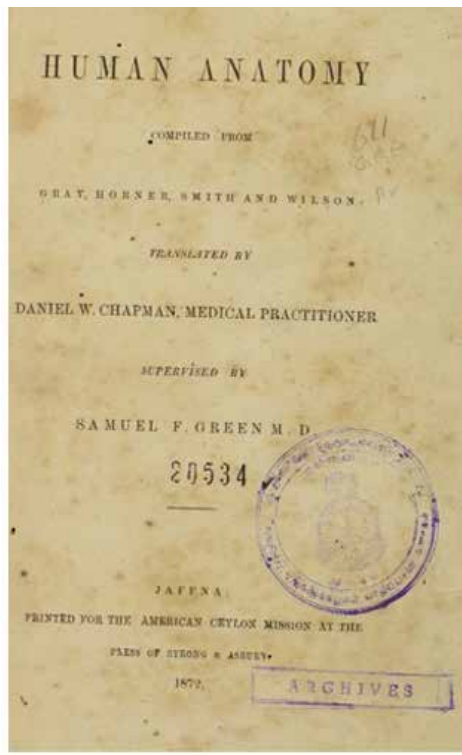 HUMAN ANATOMY
COMPILED FROM
GRAY, HORNER, SMITH AND WILSON.
TRANSLATED BY
DANIEL W. CHAPMAN, MEDICAL PRACTITIONER
SUPERVISED BY
SAMUEL F. GREEN M. D
20534
JAFFNA
PRINTED FOR THE AMERICAN CEYLON MISSION AT THE
PRESS OF STRONG & ASBURY.
1872.
ARCHIVES